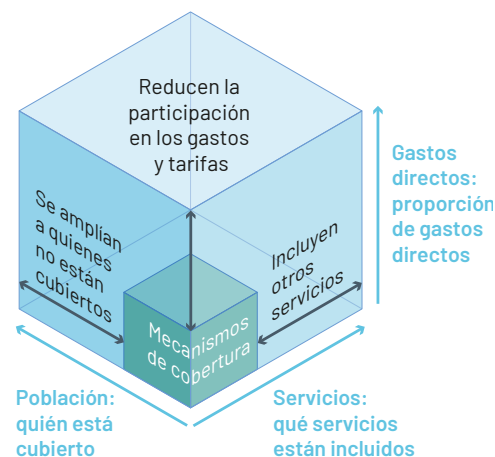 Reducen la
participación
en los gastos
y tarifas
Gastos
directos:
proporción
de gastos
directos
Se amplían
a quienes
no están
cubiertos
Incluyen
otros
servicios
Mecanismos
de cobertura
Población:
quién está
cubierto
Servicios:
qué servicios
están incluidos